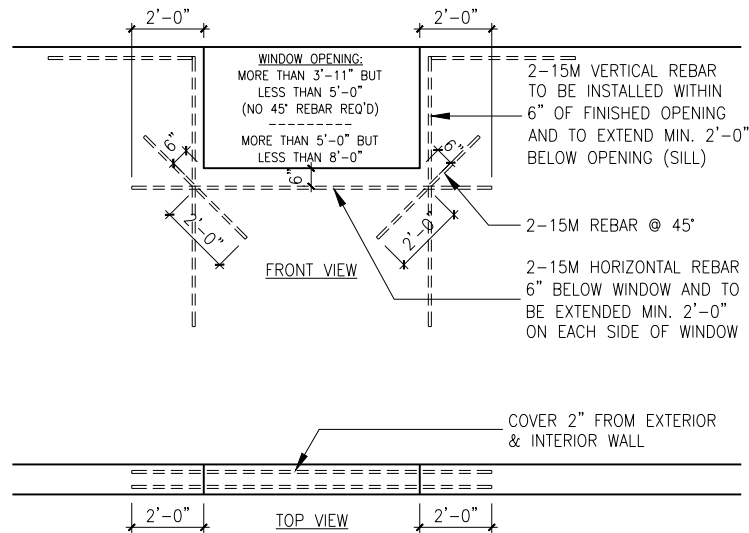 2'-0"
2'-0"
WINDOW OPENING:
MORE THAN 3'-11" BUT
LESS THAN 5'-0"
(NO 45° REBAR REQ'D)
MORE THAN 5'-0" BUT
LESS THAN 8'-0"
2-15M VERTICAL REBAR
TO BE INSTALLED WITHIN
6" OF FINISHED OPENING
AND TO EXTEND MIN. 2'-0"
BELOW OPENING (SILL)
6"
6"
6"
2'-0"
2'-0"
2-15M REBAR @ 45°
FRONT VIEW
2-15M HORIZONTAL REBAR
6" BELOW WINDOW AND TO
BE EXTENDED MIN. 2'-0"
ON EACH SIDE OF WINDOW
COVER 2" FROM EXTERIOR
& INTERIOR WALL
2'-0"
2'-0"
TOP VIEW